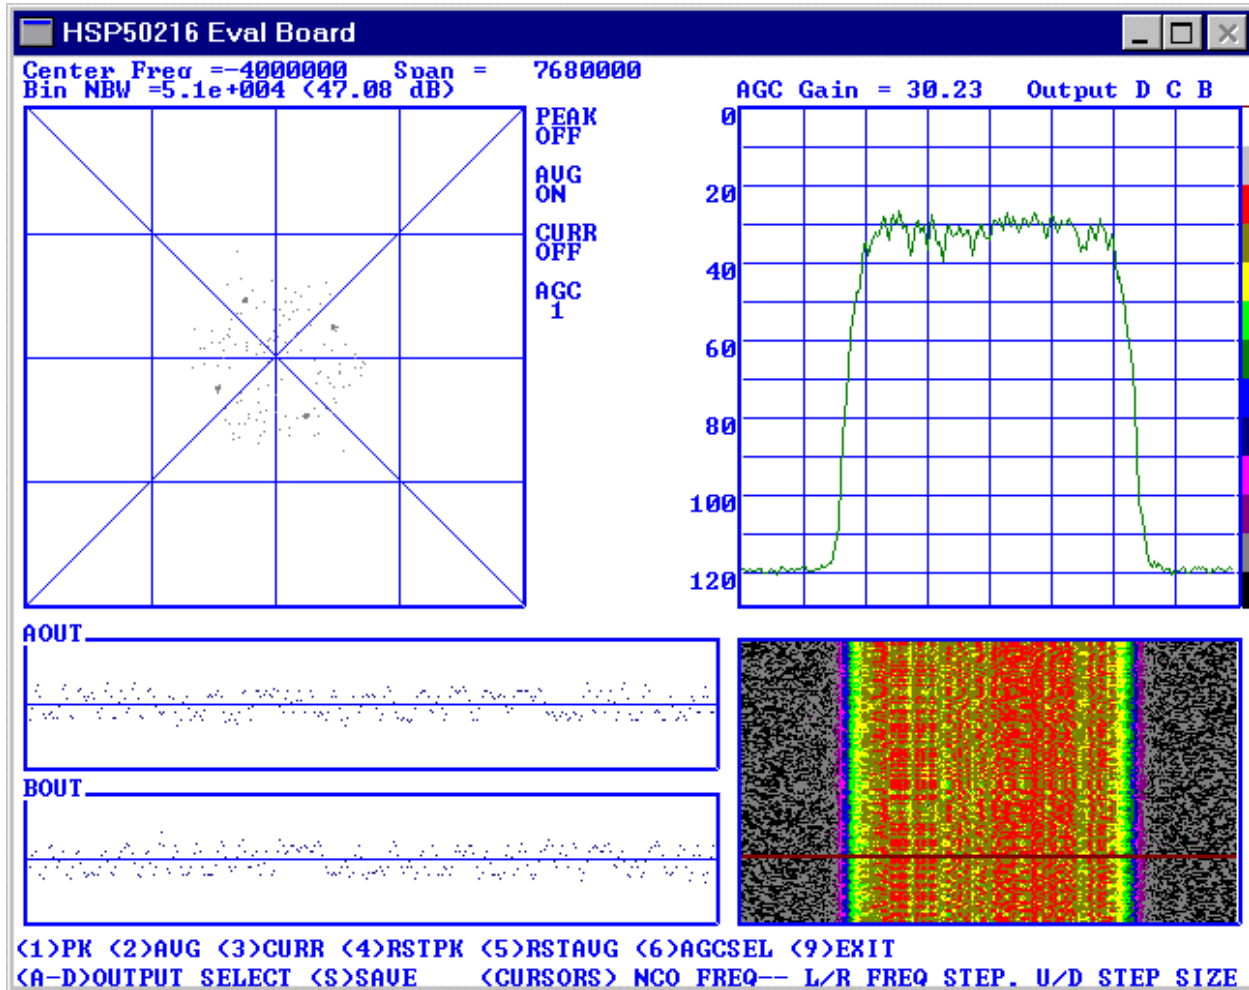 HSP50216 Eval Board
Center Freq =-4000000 Span = 7680000
Bin NBW =5.1e+004 (47.08 dB)
PEAK
OFF
AVG
ON
CURR
OFF
AGC
1
AGC Gain = 30.23 Output D C B
0
20
40
60
80
100
120
AOUT
BOUT
(1)PK (2)AVG (3)CURR (4)RSTPK (5)RSTAVG (6)AGCSEL (9)EXIT
(A-D)OUTPUT SELECT (S)SAVE (CURSORS) NCO FREQ-- L/R FREQ STEP. U/D STEP SIZE